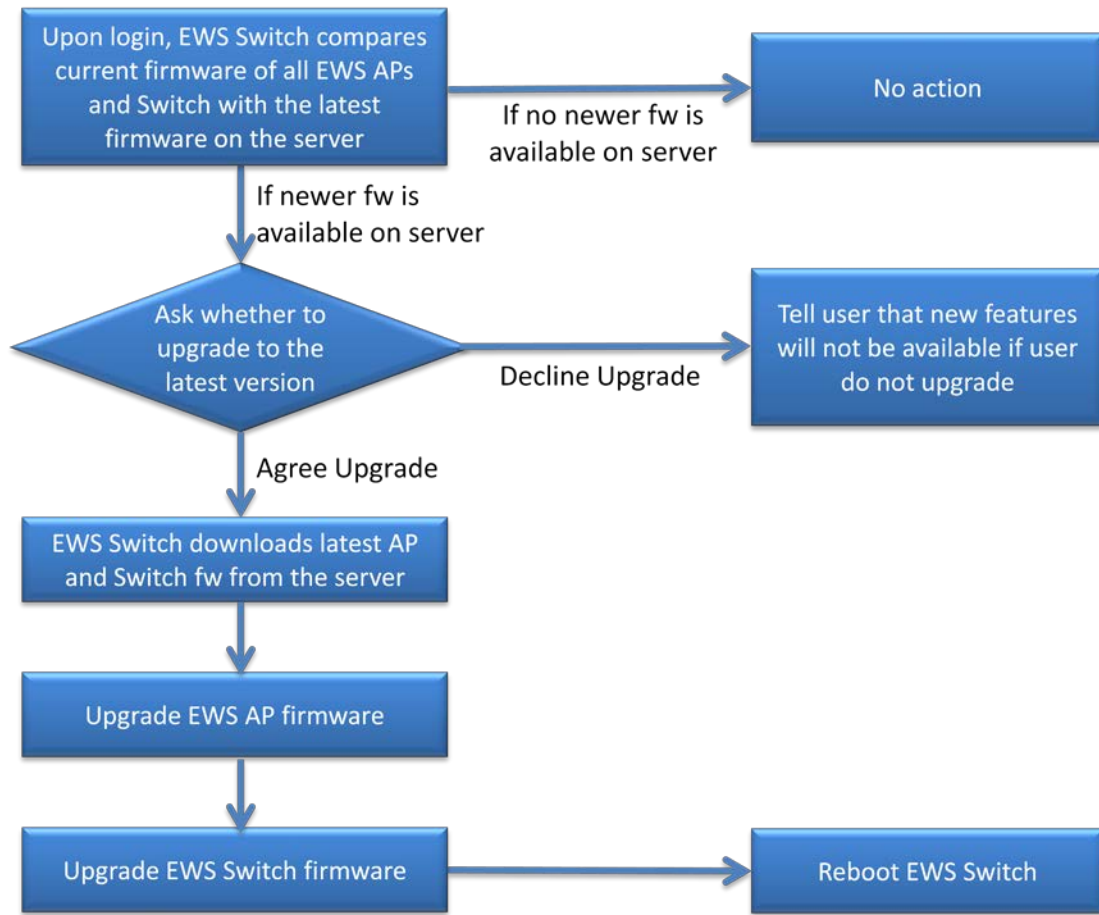 Upon login, EWS Switch compares
current firmware of all EWS APs
and Switch with the latest
firmware on the server
No action
If no newer fw is
available on server
If newer fw is
available on server
Ask whether to
upgrade to the
latest version
Decline Upgrade
Tell user that new features
will not be available if user
do not upgrade
Agree Upgrade
EWS Switch downloads latest AP
and Switch fw from the server
Upgrade EWS AP firmware
Upgrade EWS Switch firmware
Reboot EWS Switch